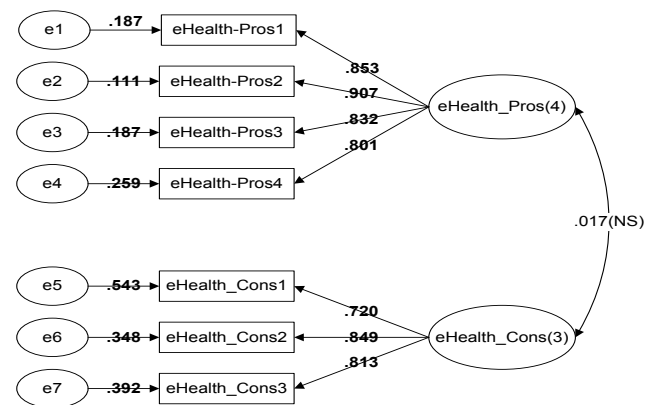 e1 .187 eHealth-Pros1
.853
e2 .111 eHealth-Pros2
.907
eHealth_Pros(4)
e3 .187 eHealth-Pros3
.832
.801
e4 .259 eHealth-Pros4
.017(NS)
e5 .543 eHealth_Cons1
.720
e6 .348 eHealth_Cons2
.849
eHealth_Cons(3)
.813
e7 .392 eHealth_Cons3